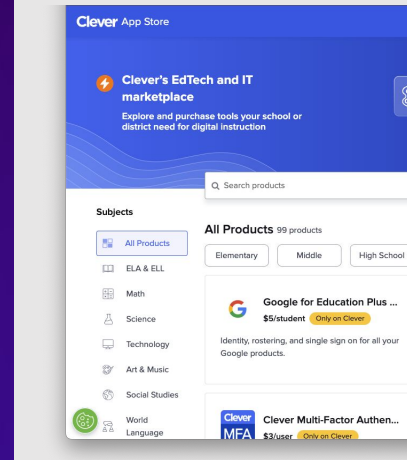 Clever App Store
Clever's EdTech and IT
marketplace
Explore and purchase tools your school or
district need for digital instruction
Search products
Subjects
All Products
ELA & ELL
Math
Science
Technology
Art & Music
Social Studies
World
Language
All Products 99 products
Elementary
Middle
High School
Google for Education Plus ...
$5/student Only on Clever
Identity, rostering, and single sign on for all your
Google products.
Clever
MFA
Clever Multi-Factor Authen...
$3/user Only on Clever